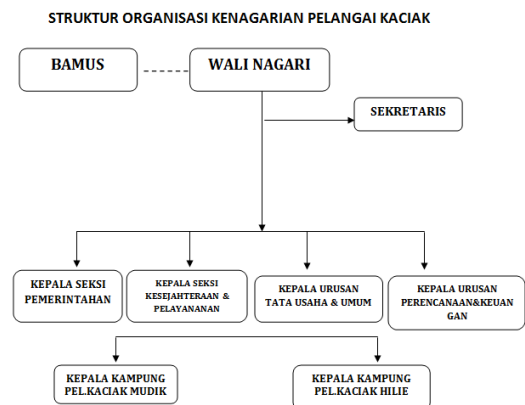 STRUKTUR ORGANISASI KENAGARIAN PELANGAI KACIAK
BAMUS
WALI NAGARI
SEKRETARIS
KEPALA SEKSI
PEMERINTAHAN
KEPALA SEKSI
KESEJAHTERAAN &
PELAYANANAN
KEPALA URUSAN
TATA USAHA & UMUM
KEPALA URUSAN
PERENCANAAN&KEUAN
GAN
KEPALA KAMPUNG
PEL.KACIAK MUDIK
KEPALA KAMPUNG
PEL.KACIAK HILIE